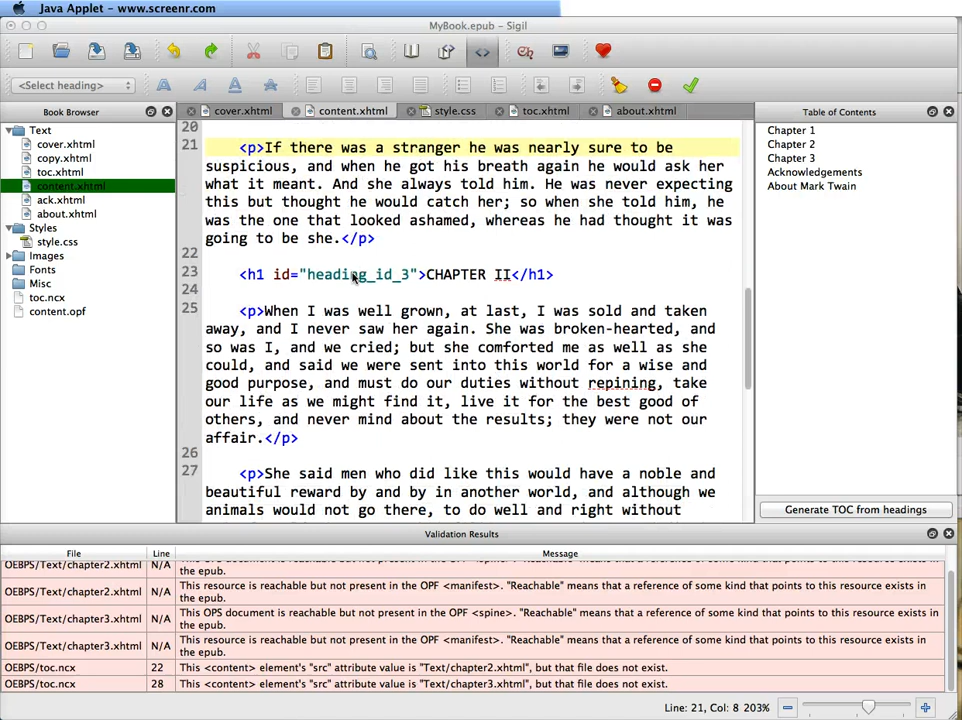 Java Applet - www.screenr.com
MyBook.epub - Sigil
<Select heading>
Book Browser
cover.xhtml
content.xhtml
style.css
toc.xhtml
about.xhtml
Table of Contents
Text
cover.xhtml
copy.xhtml
toc.xhtml
content.xhtml
ack.xhtml
about.xhtml
Styles
style.css
Images
Fonts
Misc
toc.ncx
content.opf
20
21 <p>If there was a stranger he was nearly sure to be
suspicious, and when he got his breath again he would ask her
what it meant. And she always told him. He was never expecting
this but thought he would catch her; so when she told him, he
was the one that looked ashamed, whereas he had thought it was
going to be she.</p>
22
23 <h1 id="heading_id_3">CHAPTER II</h1>
24
25 <p>When I was well grown, at last, I was sold and taken
away, and I never saw her again. She was broken-hearted, and
so was I, and we cried; but she comforted me as well as she
could, and said we were sent into this world for a wise and
good purpose, and must do our duties without repining, take
our life as we might find it, live it for the best good of
others, and never mind about the results; they were not our
affair.</p>
26
27 <p>She said men who did like this would have a noble and
beautiful reward by and by in another world, and although we
animals would not go there, to do well and right without
Chapter 1
Chapter 2
Chapter 3
Acknowledgements
About Mark Twain
Generate TOC from headings
Validation Results
File Line Message
OEBPS/Text/chapter2.xhtml N/A
the epub.
OEBPS/Text/chapter2.xhtml N/A This resource is reachable but not present in the OPF <manifest>. "Reachable" means that a reference of some kind that points to this resource exists in
the epub.
OEBPS/Text/chapter3.xhtml N/A This OPS document is reachable but not present in the OPF <spine>. "Reachable" means that a reference of some kind that points to this resource exists in
the epub.
OEBPS/Text/chapter3.xhtml N/A This resource is reachable but not present in the OPF <manifest>. "Reachable" means that a reference of some kind that points to this resource exists in
the epub.
OEBPS/toc.ncx 22 This <content> element's "src" attribute value is "Text/chapter2.xhtml", but that file does not exist.
OEBPS/toc.ncx 28 This <content> element's "src" attribute value is "Text/chapter3.xhtml", but that file does not exist.
Line: 21, Col: 8 203%